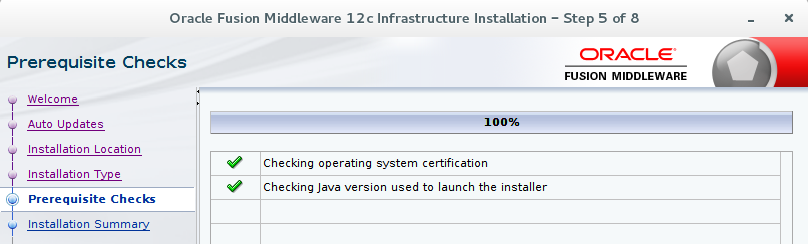 Oracle Fusion Middleware 12c Infrastructure Installation – Step 5 of 8
Prerequisite Checks
ORACLE
FUSION MIDDLEWARE
Welcome
Auto Updates
Installation Location
Installation Type
Prerequisite Checks
Installation Summary
100%
Checking operating system certification
Checking Java version used to launch the installer